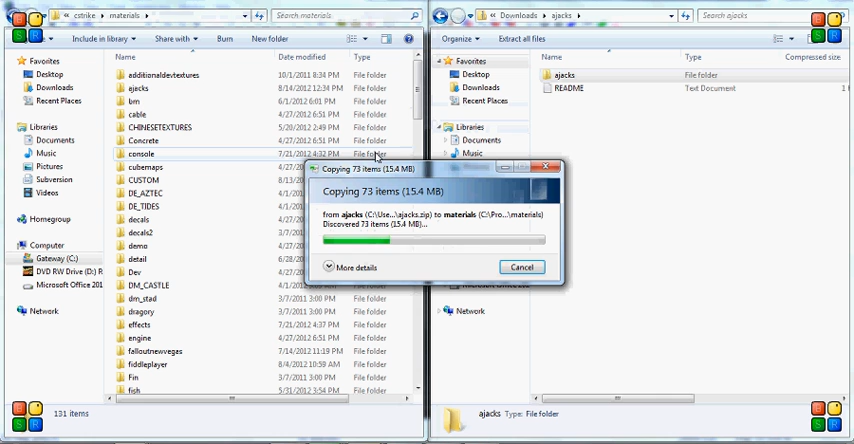 cstrike ▸ materials ▸
Search materials
Include in library ▾
Share with ▾
Burn
New folder
Favorites
Desktop
Downloads
Recent Places
Libraries
Documents
Music
Pictures
Subversion
Videos
Homegroup
Computer
Gateway (C:)
DVD RW Drive (D:) R
Microsoft Office 201
Network
Name
Date modified
Type
additionaldevtextures 10/1/2011 8:34 PM File folder
ajacks 8/14/2012 12:34 PM File folder
bm 6/1/2012 6:01 PM File folder
cable 4/27/2012 6:51 PM File folder
CHINESETEXTURES 5/20/2012 2:49 PM File folder
Concrete 4/27/2012 6:51 PM File folder
console 7/21/2012 4:32 PM File folder
cubemaps
CUSTOM
DE_AZTEC
DE_TIDES
decals
decals2
demo
detail
Dev
DM_CASTLE
dm_stad 3/7/2011 3:00 PM File folder
dragory 3/7/2011 3:00 PM File folder
effects 7/21/2012 4:37 PM File folder
engine 4/27/2012 6:51 PM File folder
falloutnewvegas 7/14/2012 11:19 PM File folder
fiddleplayer 8/4/2012 10:59 AM File folder
Fin 3/7/2011 3:00 PM File folder
fish 5/31/2012 3:54 PM File folder
131 items
« Downloads ▸ ajacks ▸
Search ajacks
Organize ▾
Extract all files
Favorites
Desktop
Downloads
Recent Places
Libraries
Documents
Music
Network
Name
Type
Compressed size
ajacks File folder
README Text Document
Copying 73 items (15.4 MB)
Copying 73 items (15.4 MB)
from ajacks (C:\Use...\ajacks.zip) to materials (C:\Pro...\materials)
Discovered 73 items (15.4 MB)...
More details
Cancel
ajacks Type: File folder